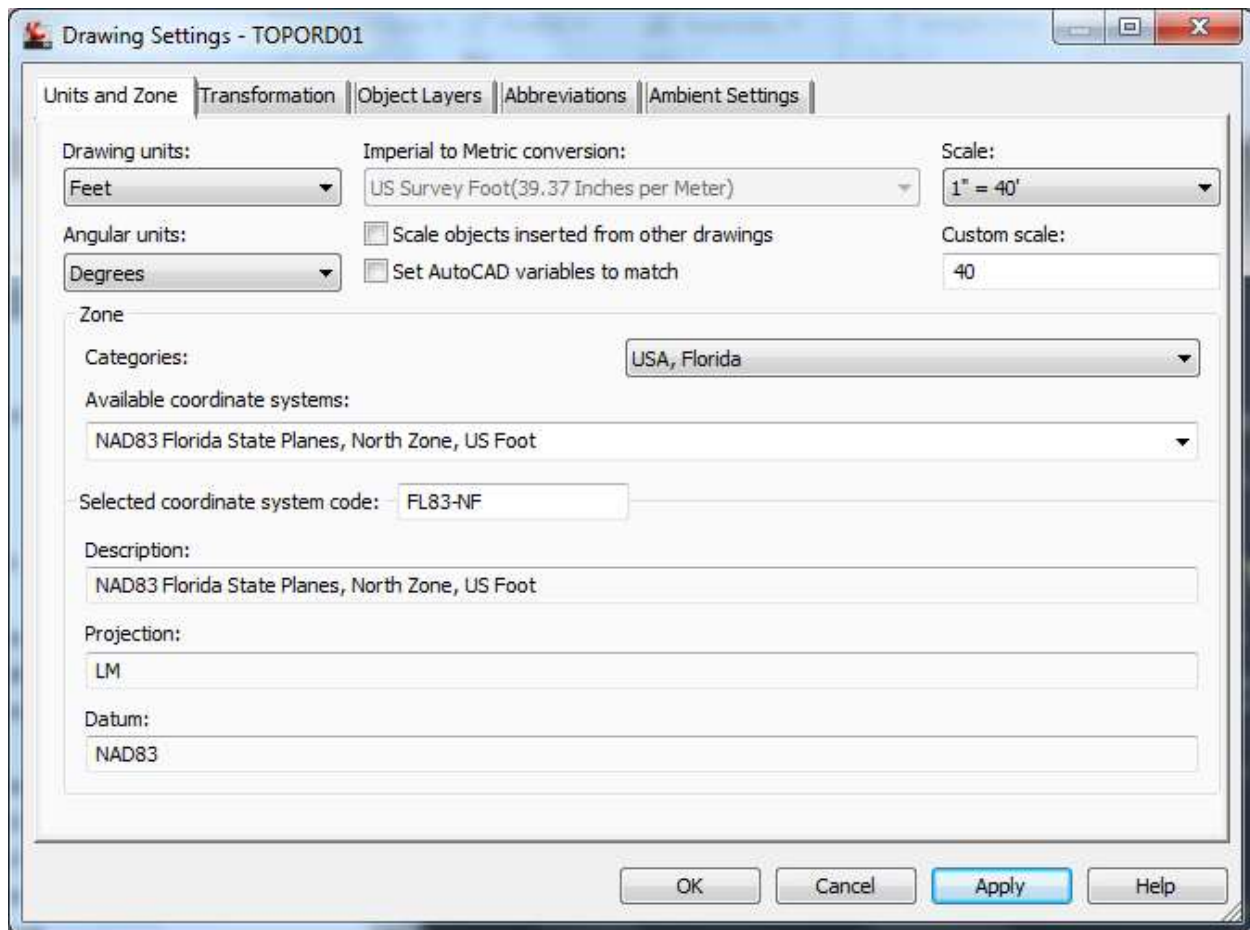 Drawing Settings - TOPORD01
Units and Zone Transformation Object Layers Abbreviations Ambient Settings
Drawing units: Imperial to Metric conversion: Scale:
Feet US Survey Foot(39.37 Inches per Meter) 1" = 40'
Angular units: Scale objects inserted from other drawings Custom scale:
Degrees Set AutoCAD variables to match 40
Zone
Categories: USA, Florida
Available coordinate systems:
NAD83 Florida State Planes, North Zone, US Foot
Selected coordinate system code: FL83-NF
Description:
NAD83 Florida State Planes, North Zone, US Foot
Projection:
LM
Datum:
NAD83
OK Cancel Apply Help